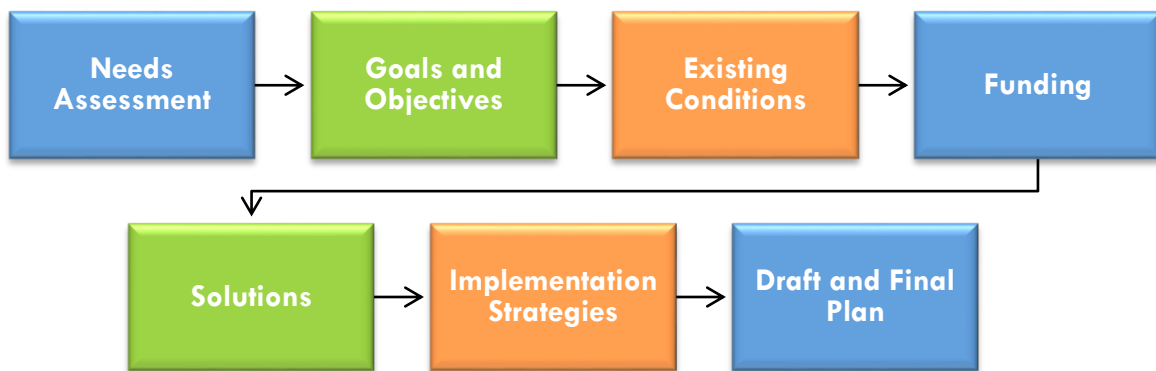 Needs
Assessment
Goals and
Objectives
Existing
Conditions
Funding
Solutions
Implementation
Strategies
Draft and Final
Plan